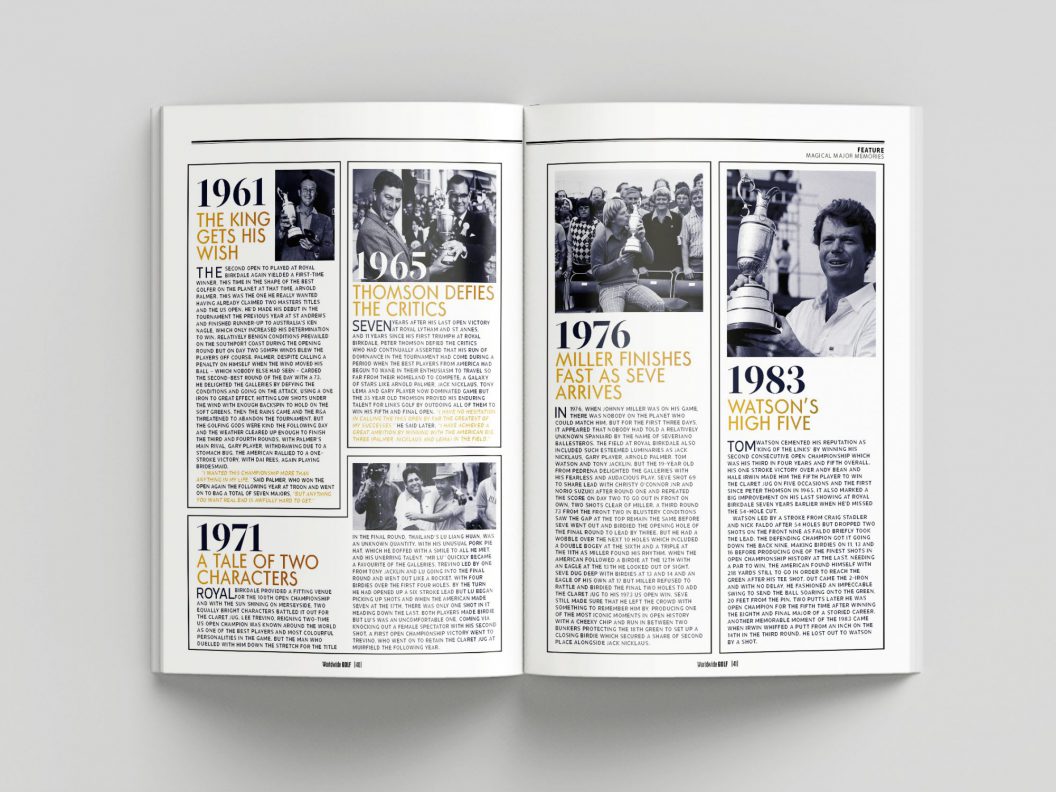 FEATURE
MAGICAL MAJOR MEMORIES
1961
THE KING
GETS HIS
WISH
THE SECOND OPEN TO PLAYED AT ROYAL
BIRKDALE AGAIN YIELDED A FIRST-TIME
WINNER, THIS TIME IN THE SHAPE OF THE BEST
GOLFER ON THE PLANET AT THAT TIME, ARNOLD
PALMER. THIS WAS THE ONE HE REALLY WANTED
HAVING ALREADY CLAIMED TWO MASTERS TITLES
AND THE US OPEN. HE'D MADE HIS DEBUT IN THE
TOURNAMENT THE PREVIOUS YEAR AT ST ANDREWS
AND FINISHED RUNNER-UP TO AUSTRALIA'S KEN
NAGLE, WHICH ONLY INCREASED HIS DETERMINATION
TO WIN. RELATIVELY BENIGN CONDITIONS PREVAILED
ON THE SOUTHPORT COAST DURING THE OPENING
ROUND BUT ON DAY TWO 50MPH WINDS BLEW THE
PLAYERS OFF COURSE. PALMER, DESPITE CALLING A
PENALTY ON HIMSELF WHEN THE WIND MOVED HIS
BALL – WHICH NOBODY ELSE HAD SEEN – CARDED
THE SECOND-BEST ROUND OF THE DAY WITH A 73.
HE DELIGHTED THE GALLERIES BY DEFYING THE
CONDITIONS AND GOING ON THE ATTACK, USING A ONE
IRON TO GREAT EFFECT, HITTING LOW SHOTS UNDER
THE WIND WITH ENOUGH BACKSPIN TO HOLD ON THE
SOFT GREENS. THEN THE RAINS CAME AND THE R&A
THREATENED TO ABANDON THE TOURNAMENT. BUT
THE GOLFING GODS WERE KIND THE FOLLOWING DAY
AND THE WEATHER CLEARED UP ENOUGH TO FINISH
THE THIRD AND FOURTH ROUNDS. WITH PALMER'S
MAIN RIVAL, GARY PLAYER, WITHDRAWING DUE TO A
STOMACH BUG, THE AMERICAN RALLIED TO A ONE-
STROKE VICTORY, WITH DAI REES, AGAIN PLAYING
BRIDESMAID.
"I WANTED THIS CHAMPIONSHIP MORE THAN
ANYTHING IN MY LIFE," SAID PALMER, WHO WON THE
OPEN AGAIN THE FOLLOWING YEAR AT TROON AND WENT
ON TO BAG A TOTAL OF SEVEN MAJORS, "BUT ANYTHING
YOU WANT REAL BAD IS AWFULLY HARD TO GET."
1965
THOMSON DEFIES
THE CRITICS
SEVEN YEARS AFTER HIS LAST OPEN VICTORY
AT ROYAL LYTHAM AND ST ANNES
AND 11 YEARS SINCE HIS FIRST TRIUMPH AT ROYAL
BIRKDALE, PETER THOMSON DEFIED THE CRITICS
WHO HAD CONTINUALLY ASSERTED THAT HIS RUN OF
DOMINANCE IN THE TOURNAMENT HAD COME DURING A
PERIOD WHEN THE BEST PLAYERS FROM AMERICA HAD
BEGUN TO WANE IN THEIR ENTHUSIASM TO TRAVEL SO
FAR FROM THEIR HOMELAND TO COMPETE. A GALAXY
OF STARS LIKE ARNOLD PALMER, JACK NICKLAUS, TONY
LEMA AND GARY PLAYER NOW DOMINATED GAME BUT
THE 35 YEAR OLD THOMSON PROVED HIS ENDURING
TALENT FOR LINKS GOLF BY OUTDOING ALL OF THEM TO
WIN HIS FIFTH AND FINAL OPEN. "I HAVE NO HESITATION
IN CALLING THE 1965 OPEN BY FAR THE GREATEST OF
MY SUCCESSES," HE SAID LATER, "I HAVE ACHIEVED A
GREAT AMBITION BY WINNING WITH THE AMERICAN BIG
THREE (PALMER, NICKLAUS AND LEMA) IN THE FIELD."
1971
A TALE OF TWO
CHARACTERS
ROYAL BIRKDALE PROVIDED A FITTING VENUE
FOR THE 100TH OPEN CHAMPIONSHIP
AND WITH THE SUN SHINING ON MERSEYSIDE, TWO
EQUALLY BRIGHT CHARACTERS BATTLED IT OUT FOR
THE CLARET JUG. LEE TREVINO, REIGNING TWO-TIME
US OPEN CHAMPION WAS KNOWN AROUND THE WORLD
AS ONE OF THE BEST PLAYERS AND MOST COLOURFUL
PERSONALITIES IN THE GAME. BUT THE MAN WHO
DUELLED WITH HIM DOWN THE STRETCH FOR THE TITLE
IN THE FINAL ROUND, THAILAND'S LU LIANG HUAN, WAS
AN UNKNOWN QUANTITY. WITH HIS UNUSUAL PORK PIE
HAT, WHICH HE DOFFED WITH A SMILE TO ALL HE MET,
AND HIS UNERRING TALENT, "MR LU" QUICKLY BECAME
A FAVOURITE OF THE GALLERIES. TREVINO LED BY ONE
FROM TONY JACKLIN AND LU GOING INTO THE FINAL
ROUND AND WENT OUT LIKE A ROCKET, WITH FOUR
BIRDIES OVER THE FIRST FOUR HOLES. BY THE TURN
HE HAD OPENED UP A SIX STROKE LEAD BUT LU BEGAN
PICKING UP SHOTS AND WHEN THE AMERICAN MADE
SEVEN AT THE 17TH, THERE WAS ONLY ONE SHOT IN IT
HEADING DOWN THE LAST. BOTH PLAYERS MADE BIRDIE
BUT LU'S WAS AN UNCOMFORTABLE ONE. COMING VIA
KNOCKING OUT A FEMALE SPECTATOR WITH HIS SECOND
SHOT. A FIRST OPEN CHAMPIONSHIP VICTORY WENT TO
TREVINO, WHO WENT ON TO RETAIN THE CLARET JUG AT
MUIRFIELD THE FOLLOWING YEAR.
1976
MILLER FINISHES
FAST AS SEVE
ARRIVES
IN 1976, WHEN JOHNNY MILLER WAS ON HIS GAME,
THERE WAS NOBODY ON THE PLANET WHO
COULD MATCH HIM. BUT FOR THE FIRST THREE DAYS,
IT APPEARED THAT NOBODY HAD TOLD A RELATIVELY
UNKNOWN SPANIARD BY THE NAME OF SEVERIANO
BALLESTEROS. THE FIELD AT ROYAL BIRKDALE ALSO
INCLUDED SUCH ESTEEMED LUMINARIES AS JACK
NICKLAUS, GARY PLAYER, ARNOLD PALMER, TOM
WATSON AND TONY JACKLIN, BUT THE 19-YEAR OLD
FROM PEDRENA DELIGHTED THE GALLERIES WITH
HIS FEARLESS AND AUDACIOUS PLAY. SEVE SHOT 69
TO SHARE LEAD WITH CHRISTY O'CONNOR JNR AND
NORIO SUZUKI AFTER ROUND ONE AND REPEATED
THE SCORE ON DAY TWO TO GO OUT IN FRONT ON
OWN, TWO SHOTS CLEAR OF MILLER. A THIRD ROUND
73 FROM THE FRONT TWO IN BLUSTERY CONDITIONS
SAW THE GAP AT THE TOP REMAIN THE SAME BEFORE
SEVE WENT OUT AND BIRDIED THE OPENING HOLE OF
THE FINAL ROUND TO LEAD BY THREE. BUT HE HAD A
WOBBLE OVER THE NEXT 10 HOLES WHICH INCLUDED
A DOUBLE BOGEY AT THE SIXTH AND A TRIPLE AT
THE 11TH AS MILLER FOUND HIS RHYTHM. WHEN THE
AMERICAN FOLLOWED A BIRDIE AT THE 12TH WITH
AN EAGLE AT THE 13TH HE LOOKED OUT OF SIGHT.
SEVE DUG DEEP WITH BIRDIES AT 13 AND 14 AND AN
EAGLE OF HIS OWN AT 17 BUT MILLER REFUSED TO
RATTLE AND BIRDIED THE FINAL TWO HOLES TO ADD
THE CLARET JUG TO HIS 1973 US OPEN WIN. SEVE
STILL MADE SURE THAT HE LEFT THE CROWD WITH
SOMETHING TO REMEMBER HIM BY, PRODUCING ONE
OF THE MOST ICONIC MOMENTS IN OPEN HISTORY
WITH A CHEEKY CHIP AND RUN IN BETWEEN TWO
BUNKERS PROTECTING THE 18TH GREEN TO SET UP A
CLOSING BIRDIE WHICH SECURED A SHARE OF SECOND
PLACE ALONGSIDE JACK NICKLAUS.
1983
WATSON'S
HIGH FIVE
TOM WATSON CEMENTED HIS REPUTATION AS
'KING OF THE LINKS' BY WINNING HIS
SECOND CONSECUTIVE OPEN CHAMPIONSHIP WHICH
WAS HIS THIRD IN FOUR YEARS AND FIFTH OVERALL.
HIS ONE STROKE VICTORY OVER ANDY BEAN AND
HALE IRWIN MADE HIM THE FIFTH PLAYER TO WIN
THE CLARET JUG ON FIVE OCCASIONS AND THE FIRST
SINCE PETER THOMSON IN 1965. IT ALSO MARKED A
BIG IMPROVEMENT ON HIS LAST SHOWING AT ROYAL
BIRKDALE SEVEN YEARS EARLIER WHEN HE'D MISSED
THE 54-HOLE CUT.
WATSON LED BY A STROKE FROM CRAIG STADLER
AND NICK FALDO AFTER 54 HOLES BUT DROPPED TWO
SHOTS ON THE FRONT NINE AS FALDO BRIEFLY TOOK
THE LEAD. THE DEFENDING CHAMPION GOT IT GOING
DOWN THE BACK NINE, MAKING BIRDIES ON 11, 13 AND
16 BEFORE PRODUCING ONE OF THE FINEST SHOTS IN
OPEN CHAMPIONSHIP HISTORY AT THE LAST. NEEDING
A PAR TO WIN, THE AMERICAN FOUND HIMSELF WITH
218 YARDS STILL TO GO IN ORDER TO REACH THE
GREEN AFTER HIS TEE SHOT. OUT CAME THE 2-IRON
AND WITH NO DELAY, HE FASHIONED AN IMPECCABLE
SWING TO SEND THE BALL SOARING ONTO THE GREEN,
20 FEET FROM THE PIN. TWO PUTTS LATER HE WAS
OPEN CHAMPION FOR THE FIFTH TIME AFTER WINNING
THE EIGHTH AND FINAL MAJOR OF A STORIED CAREER.
ANOTHER MEMORABLE MOMENT OF THE 1983 CAME
WHEN IRWIN WHIFFED A PUTT FROM AN INCH ON THE
14TH IN THE THIRD ROUND. HE LOST OUT TO WATSON
BY A SHOT.
Worldwide GOLF [40]
Worldwide GOLF [41]